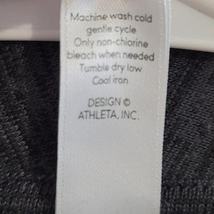 Machine wash cold
gentle cycle
Only non-chlorine
bleach when needed
Tumble dry low
Cool iron
DESIGN ©
ATHLETA, INC.